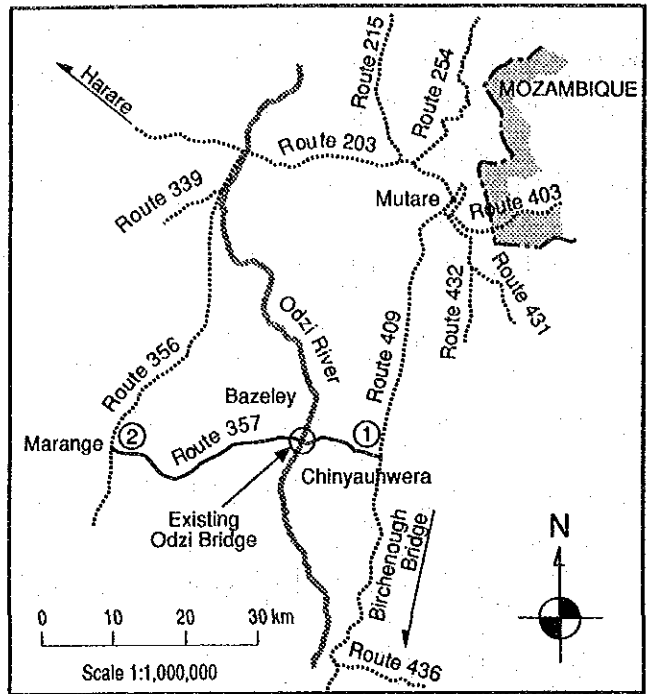 Harare
Route 215
Route 254
MOZAMBIQUE
Route 203
Route 339
Mutare
Route 403
Odzi River
Route 409
Route 432
Route 431
Route 356
Bazeley
1
2
Marange
Route 357
Chinyauhwera
Existing
Odzi Bridge
Birchenough
Bridge
N
0 10 20 30 km
Scale 1:1,000,000
Route 436